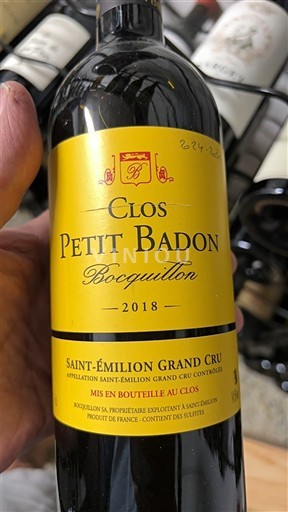 B
CLOS
PETIT BADON
VINTOU
Bocquillon
2018
SAINT-ÉMILION GRAND CRU
APPELLATION SAINT-ÉMILION GRAND CRU CONTRÔLÉE
MIS EN BOUTEILLE AU CLOS
BOCQUILLON SA, PROPRIÉTAIRE EXPLOITANT À SAINT-ÉMILION
PRODUIT DE FRANCE - CONTIENT DES SULFITES